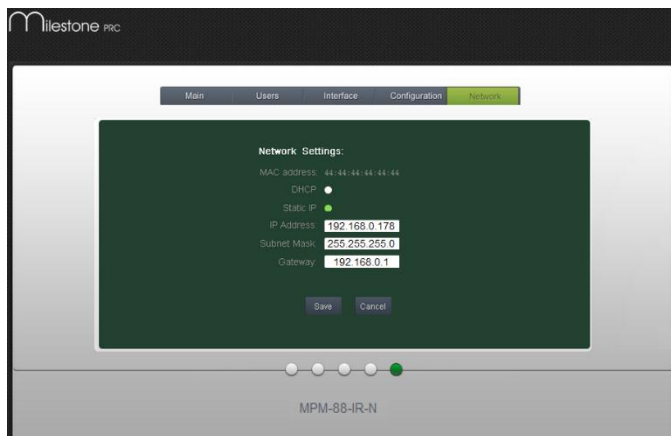 Milestone PRC
Main Users Interface Configuration Network
Network Settings:
MAC address: 44:44:44:44:44:44
DHCP
Static IP
IP Address: 192.168.0.178
Subnet Mask: 255.255.255.0
Gateway: 192.168.0.1
Save Cancel
MPM-88-IR-N